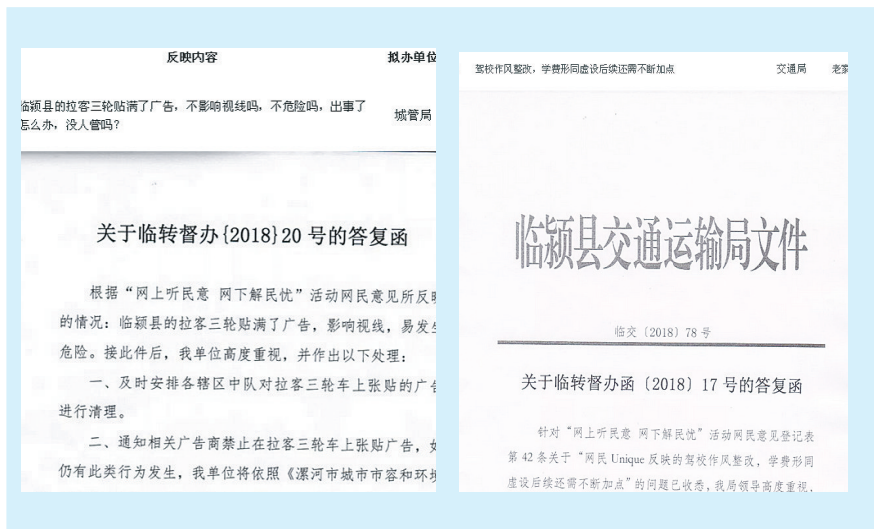 反映内容 拟办单位
临颍县的拉客三轮贴满了广告，不影响视线吗，不危险吗，出事了
怎么办，没人管吗？
城管局
关于临转督办{2018}20 号的答复函
根据“网上听民意 网下解民忧”活动网民意见所反映
的情况：临颍县的拉客三轮贴满了广告，影响视线，易发生
危险。接此件后，我单位高度重视，并作出以下处理：
一、及时安排各辖区中队对拉客三轮车上张贴的广告
进行清理。
二、通知相关广告商禁止在拉客三轮车上张贴广告，如
仍有此类行为发生，我单位将依照《漯河市城市市容和环境
驾校作风整改，学费形同虚设后续还需不断加点 交通局 老家
临颍县交通运输局文件
临交〔2018〕78 号
关于临转督办函〔2018〕17 号的答复函
针对“网上听民意 网下解民忧”活动网民意见登记表
第 42 条关于“网民 Unique 反映的驾校作风整改，学费形同
虚设后续还需不断加点”的问题已收悉，我局领导高度重视，